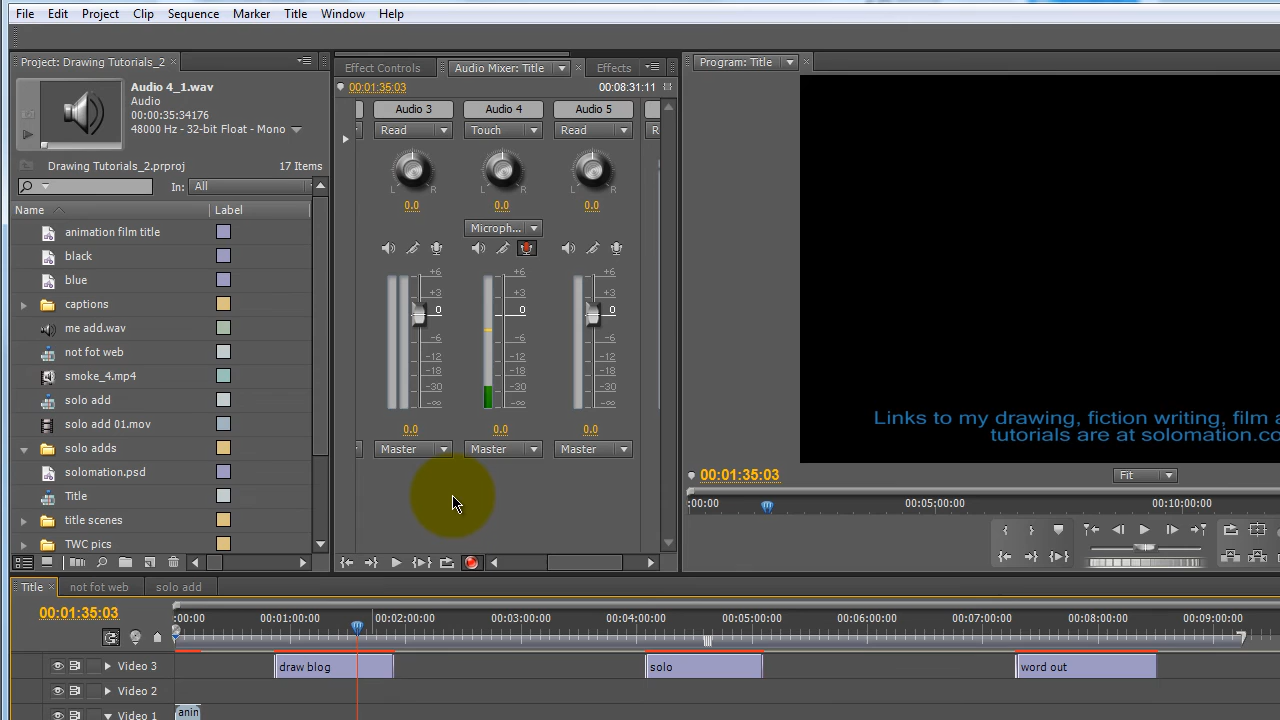 File Edit Project Clip Sequence Marker Title Window Help
Project: Drawing Tutorials_2
Audio 4_1.wav
Audio
00:00:35:34176
48000 Hz - 32-bit Float - Mono
Drawing Tutorials_2.prproj 17 Items
In: All
Name Label
animation film title
black
blue
captions
me add.wav
not fot web
smoke_4.mp4
solo add
solo add 01.mov
solo adds
solomation.psd
Title
title scenes
TWC pics
Effect Controls Audio Mixer: Title Effects
00:01:35:03 00:08:31:11
Audio 3 Audio 4 Audio 5
Read Touch Read R
L R L R L R
0.0 0.0 0.0
Microph...
+6 +6 +6
+3 +3 +3
0 0 0
-6 -6 -6
-12 -12 -12
-18 -18 -18
-30 -30 -30
-∞ -∞ -∞
0.0 0.0 0.0
Master Master Master
Program: Title
Links to my drawing, fiction writing, film a
tutorials are at solomation.co
00:01:35:03 Fit
:00:00 00:05:00:00 00:10:00:00
Title not fot web solo add
00:01:35:03
:00:00 00:01:00:00 00:02:00:00 00:03:00:00 00:04:00:00 00:05:00:00 00:06:00:00 00:07:00:00 00:08:00:00 00:09:00:00
Video 3 draw blog solo word out
Video 2
Video 1 anin